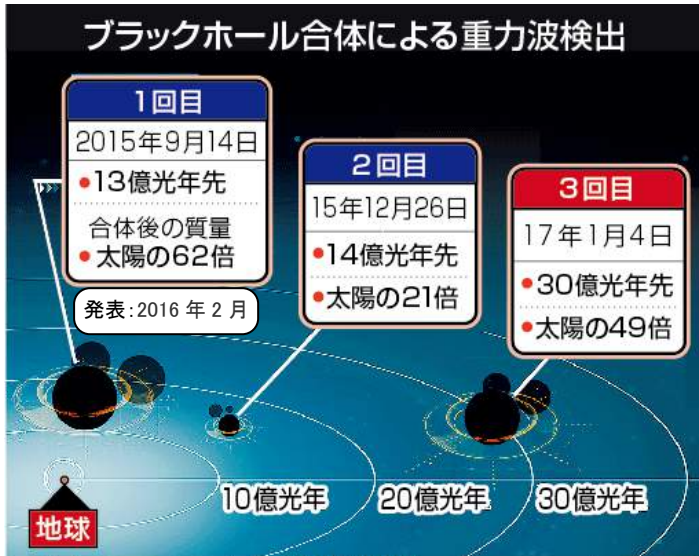 ブラックホール合体による重力波検出
1回目
2015年9月14日
●13億光年先
合体後の質量
●太陽の62倍
発表:2016年2月
2回目
15年12月26日
●14億光年先
●太陽の21倍
3回目
17年1月4日
●30億光年先
●太陽の49倍
10億光年
20億光年
30億光年
地球